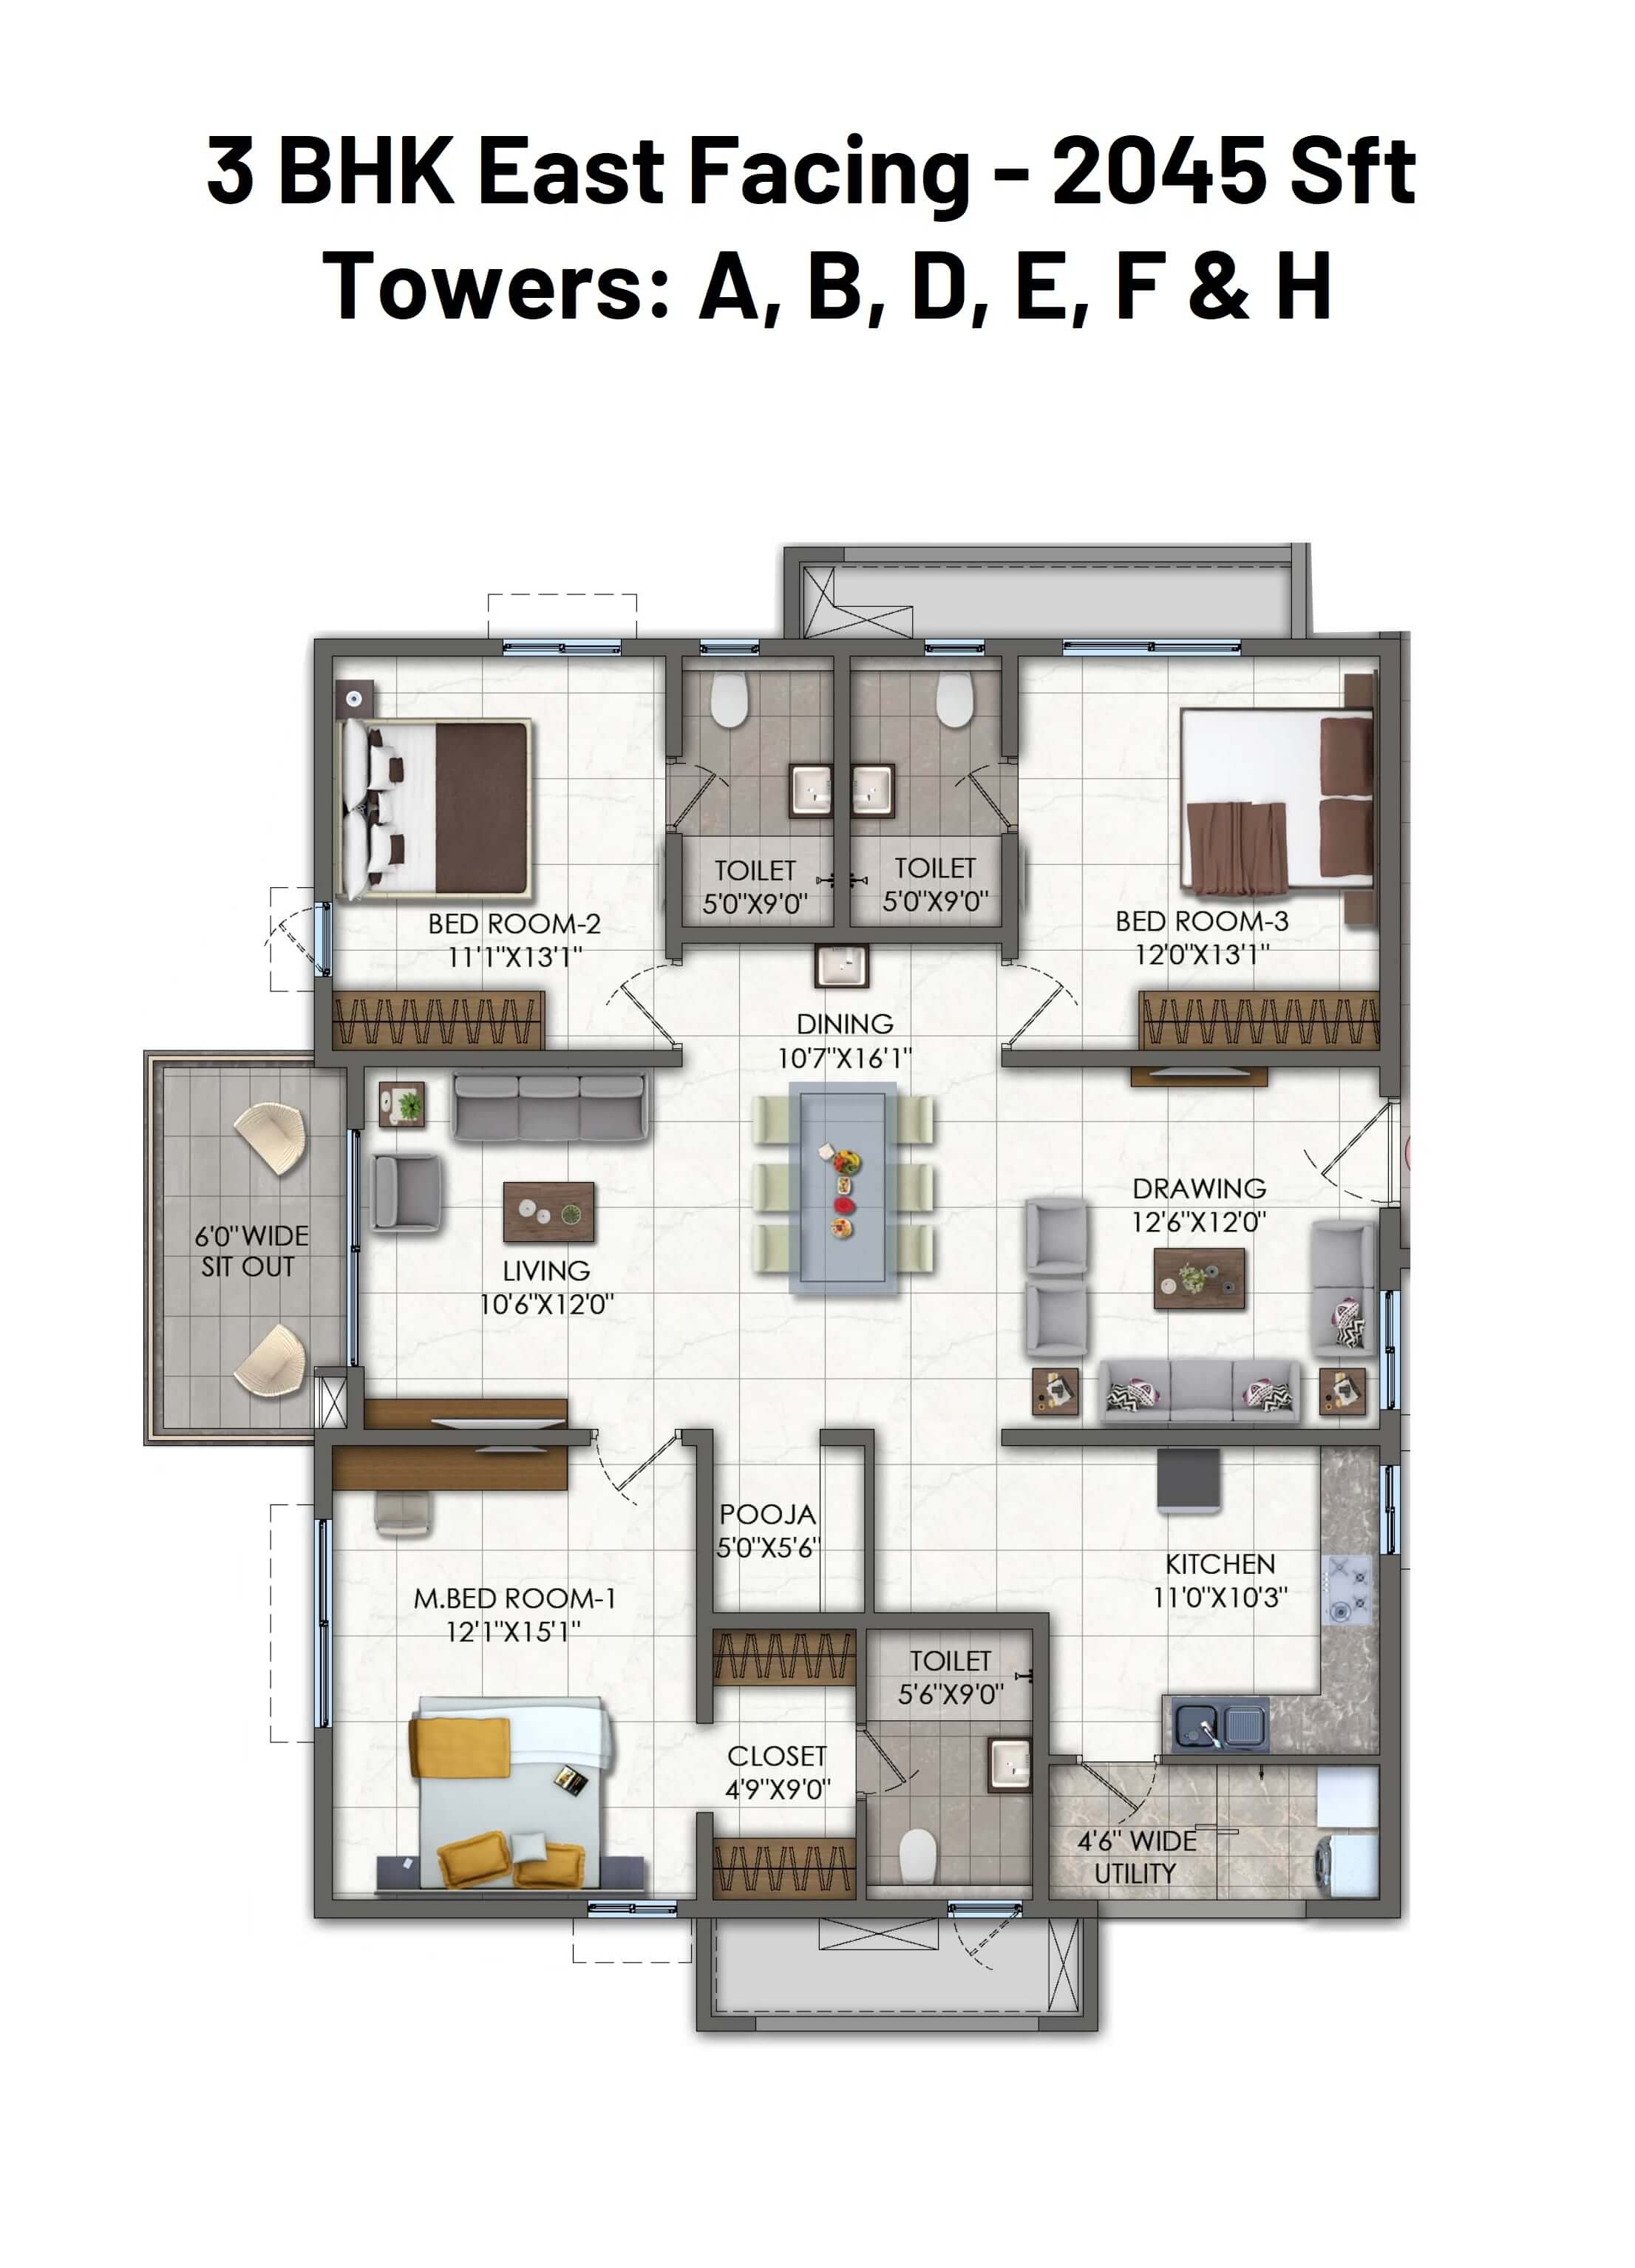 3 BHK East Facing - 2045 Sft
Towers: A, B, D, E, F & H
TOILET
5'0"X9'0"
TOILET
5'0"X9'0"
BED ROOM-2
11'1"X13'1"
BED ROOM-3
12'0"X13'1"
DINING
10'7"X16'1"
DRAWING
12'6"X12'0"
6'0"WIDE
SIT OUT
LIVING
10'6"X12'0"
POOJA
5'0"X5'6"
KITCHEN
11'0"X10'3"
M.BED ROOM-1
12'1"X15'1"
TOILET
5'6"X9'0"
CLOSET
4'9"X9'0"
4'6" WIDE
UTILITY